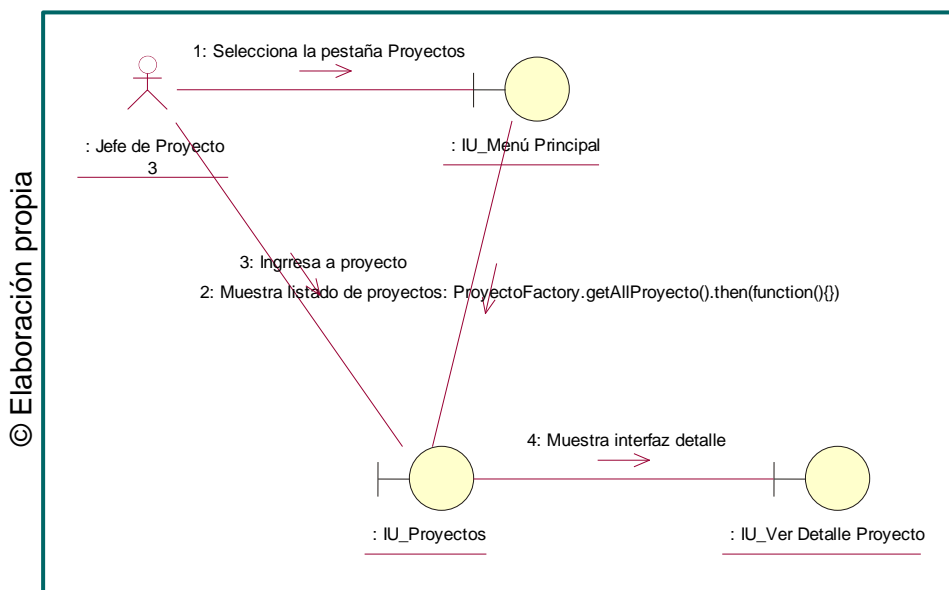 © Elaboración propia
1: Selecciona la pestaña Proyectos
: Jefe de Proyecto
3
: IU_Menú Principal
3: Ingrresa a proyecto
2: Muestra listado de proyectos: ProyectoFactory.getAllProyecto().then(function(){})
4: Muestra interfaz detalle
: IU_Proyectos
: IU_Ver Detalle Proyecto